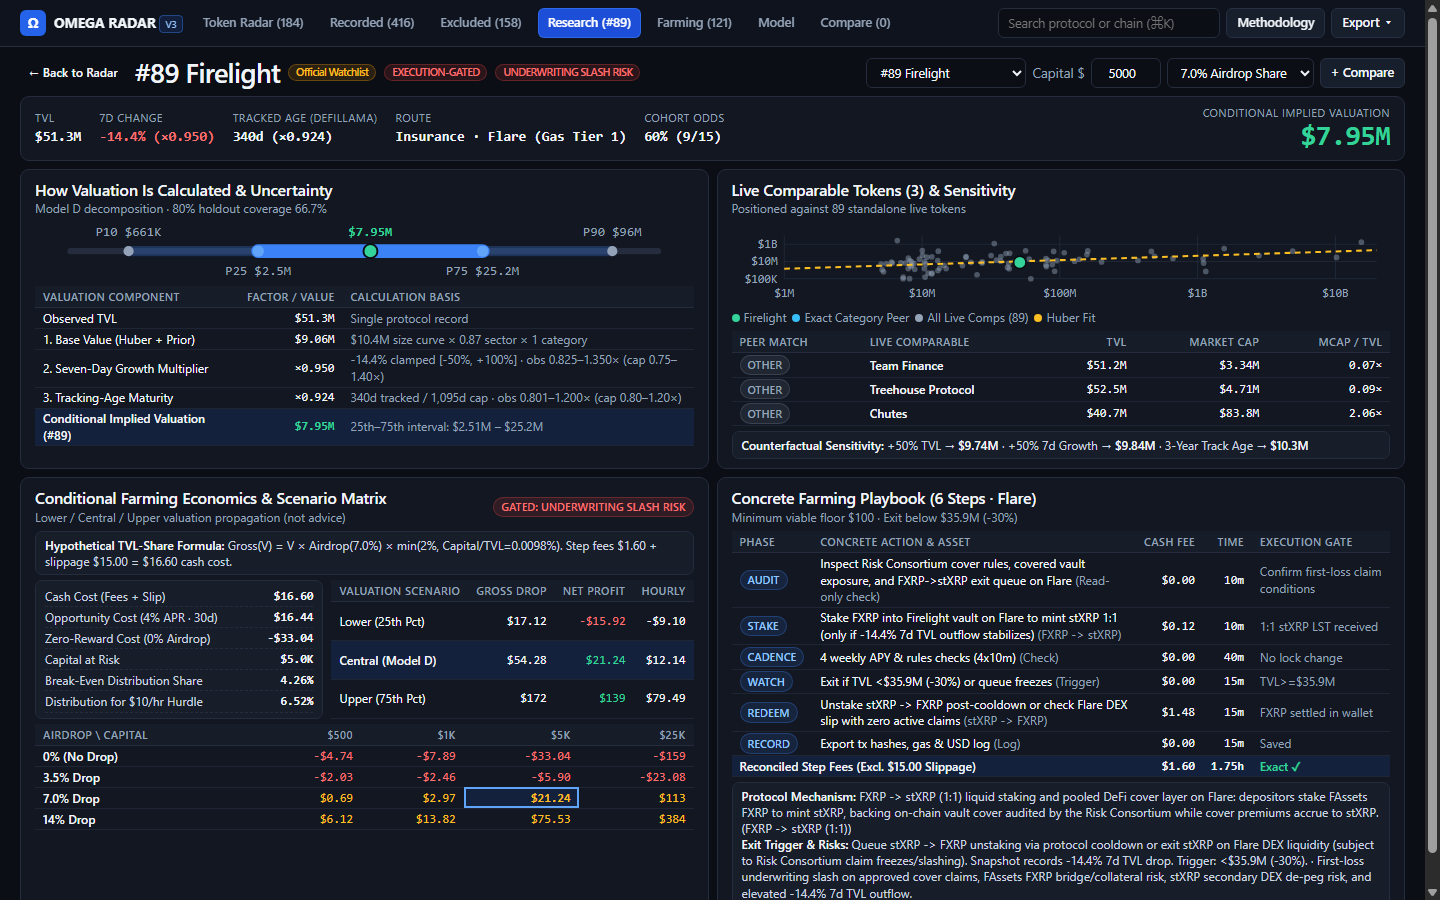 Ω OMEGA RADAR V3 Token Radar (184) Recorded (416) Excluded (158) Research (#89) Farming (121) Model Compare (0) Search protocol or chain (⌘K) Methodology Export
← Back to Radar #89 Firelight Official Watchlist EXECUTION-GATED UNDERWRITING SLASH RISK #89 Firelight Capital $ 5000 7.0% Airdrop Share + Compare
TVL 7D CHANGE TRACKED AGE (DEFILLAMA) ROUTE COHORT ODDS CONDITIONAL IMPLIED VALUATION
$51.3M -14.4% (×0.950) 340d (×0.924) Insurance · Flare (Gas Tier 1) 60% (9/15) $7.95M
How Valuation Is Calculated & Uncertainty
Model D decomposition · 80% holdout coverage 66.7%
P10 $661K $7.95M P90 $96M
P25 $2.5M P75 $25.2M
VALUATION COMPONENT FACTOR / VALUE CALCULATION BASIS
Observed TVL $51.3M Single protocol record
1. Base Value (Huber + Prior) $9.06M $10.4M size curve × 0.87 sector × 1 category
2. Seven-Day Growth Multiplier ×0.950 -14.4% clamped [-50%, +100%] · obs 0.825–1.350× (cap 0.75–
1.40×)
3. Tracking-Age Maturity ×0.924 340d tracked / 1,095d cap · obs 0.801–1.200× (cap 0.80–1.20×)
Conditional Implied Valuation
(#89) $7.95M 25th–75th interval: $2.51M – $25.2M
Live Comparable Tokens (3) & Sensitivity
Positioned against 89 standalone live tokens
$1B
$10M
$100K
$1M $10M $100M $1B $10B
Firelight Exact Category Peer All Live Comps (89) Huber Fit
PEER MATCH LIVE COMPARABLE TVL MARKET CAP MCAP / TVL
OTHER Team Finance $51.2M $3.34M 0.07×
OTHER Treehouse Protocol $52.5M $4.71M 0.09×
OTHER Chutes $40.7M $83.8M 2.06×
Counterfactual Sensitivity: +50% TVL → $9.74M · +50% 7d Growth → $9.84M · 3-Year Track Age → $10.3M
Conditional Farming Economics & Scenario Matrix
Lower / Central / Upper valuation propagation (not advice)
GATED: UNDERWRITING SLASH RISK
Hypothetical TVL-Share Formula: Gross(V) = V × Airdrop(7.0%) × min(2%, Capital/TVL=0.0098%). Step fees $1.60 +
slippage $15.00 = $16.60 cash cost.
Cash Cost (Fees + Slip) $16.60
Opportunity Cost (4% APR · 30d) $16.44
Zero-Reward Cost (0% Airdrop) -$33.04
Capital at Risk $5.0K
Break-Even Distribution Share 4.26%
Distribution for $10/hr Hurdle 6.52%
VALUATION SCENARIO GROSS DROP NET PROFIT HOURLY
Lower (25th Pct) $17.12 -$15.92 -$9.10
Central (Model D) $54.28 $21.24 $12.14
Upper (75th Pct) $172 $139 $79.49
AIRDROP \ CAPITAL $500 $1K $5K $25K
0% (No Drop) -$4.74 -$7.89 -$33.04 -$159
3.5% Drop -$2.03 -$2.46 -$5.90 -$23.08
7.0% Drop $0.69 $2.97 $21.24 $113
14% Drop $6.12 $13.82 $75.53 $384
Concrete Farming Playbook (6 Steps · Flare)
Minimum viable floor $100 · Exit below $35.9M (-30%)
PHASE CONCRETE ACTION & ASSET CASH FEE TIME EXECUTION GATE
AUDIT Inspect Risk Consortium cover rules, covered vault
exposure, and FXRP->stXRP exit queue on Flare (Read-
only check) $0.00 10m Confirm first-loss claim
conditions
STAKE Stake FXRP into Firelight vault on Flare to mint stXRP 1:1
(only if -14.4% 7d TVL outflow stabilizes) (FXRP -> stXRP) $0.12 10m 1:1 stXRP LST received
CADENCE 4 weekly APY & rules checks (4x10m) (Check) $0.00 40m No lock change
WATCH Exit if TVL <$35.9M (-30%) or queue freezes (Trigger) $0.00 15m TVL>=$35.9M
REDEEM Unstake stXRP -> FXRP post-cooldown or check Flare DEX
slip with zero active claims (stXRP -> FXRP) $1.48 15m FXRP settled in wallet
RECORD Export tx hashes, gas & USD log (Log) $0.00 15m Saved
Reconciled Step Fees (Excl. $15.00 Slippage) $1.60 1.75h Exact ✓
Protocol Mechanism: FXRP -> stXRP (1:1) liquid staking and pooled DeFi cover layer on Flare: depositors stake FAssets
FXRP to mint stXRP, backing on-chain vault cover audited by the Risk Consortium while cover premiums accrue to stXRP.
(FXRP -> stXRP (1:1))
Exit Trigger & Risks: Queue stXRP -> FXRP unstaking via protocol cooldown or exit stXRP on Flare DEX liquidity (subject
to Risk Consortium claim freezes/slashing). Snapshot records -14.4% 7d TVL drop. Trigger: <$35.9M (-30%). · First-loss
underwriting slash on approved cover claims, FAssets FXRP bridge/collateral risk, stXRP secondary DEX de-peg risk, and
elevated -14.4% 7d TVL outflow.